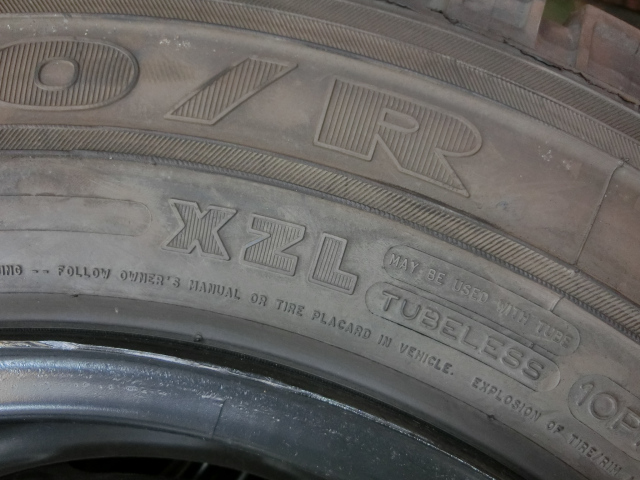 O/R
XZL
MAY BE USED WITH TUBE
TUBELESS
-- FOLLOW OWNER'S MANUAL OR TIRE PLACARD IN VEHICLE. EXPLOSION OF TIRE/RIM